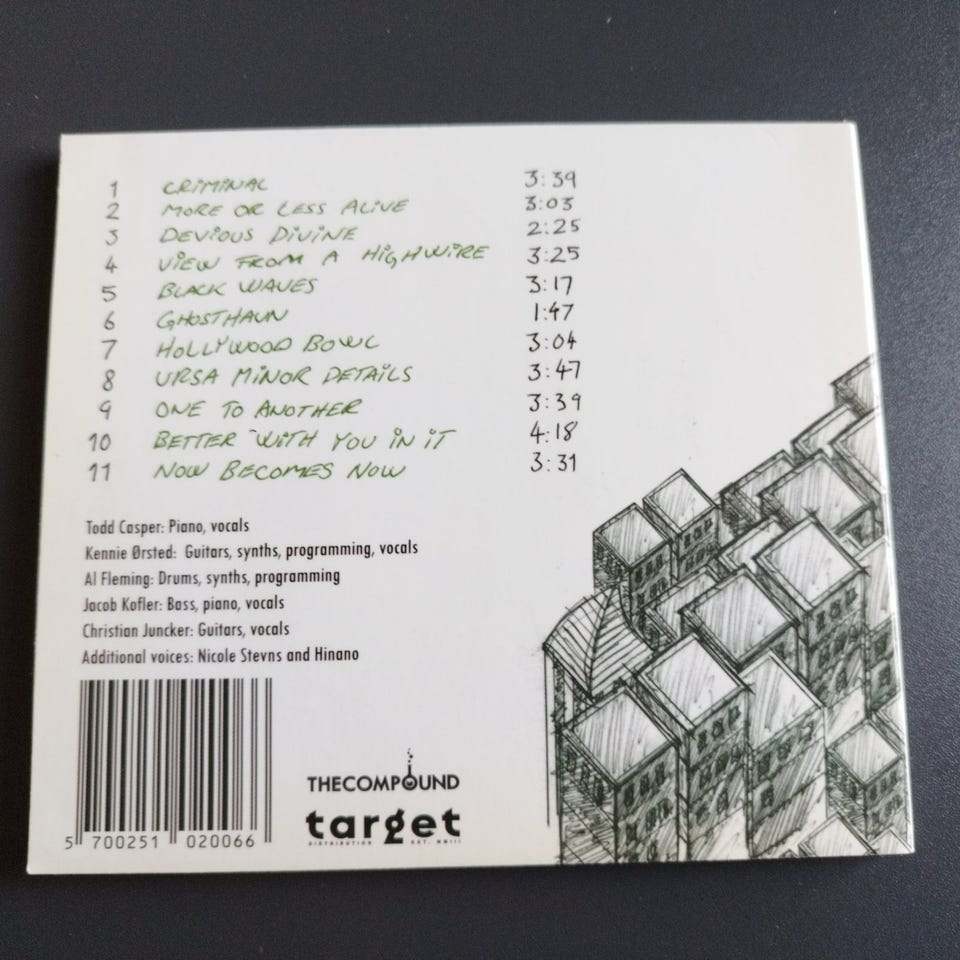 1 CRiMiNAL 3:39
2 MORE OR LESS ALiVE 3:03
3 DEViOUS DiViNE 2:25
4 ViEW FROM A HiGHWiRE 3:25
5 BLACK WAVES 3:17
6 GHOSTHAUN 1:47
7 HOLLYWOOD BOWL 3:04
8 URSA MiNOR DETAiLS 3:47
9 ONE TO ANOTHER 3:39
10 BETTER WiTH YOU iN iT 4:18
11 NOW BECOMES NOW 3:31
Todd Casper: Piano, vocals
Kennie Ørsted: Guitars, synths, programming, vocals
Al Fleming: Drums, synths, programming
Jacob Kofler: Bass, piano, vocals
Christian Juncker: Guitars, vocals
Additional voices: Nicole Stevns and Hinano
THECOMPOUND
target
DISTRIBUTION EST. MMIII
5 700251 020066